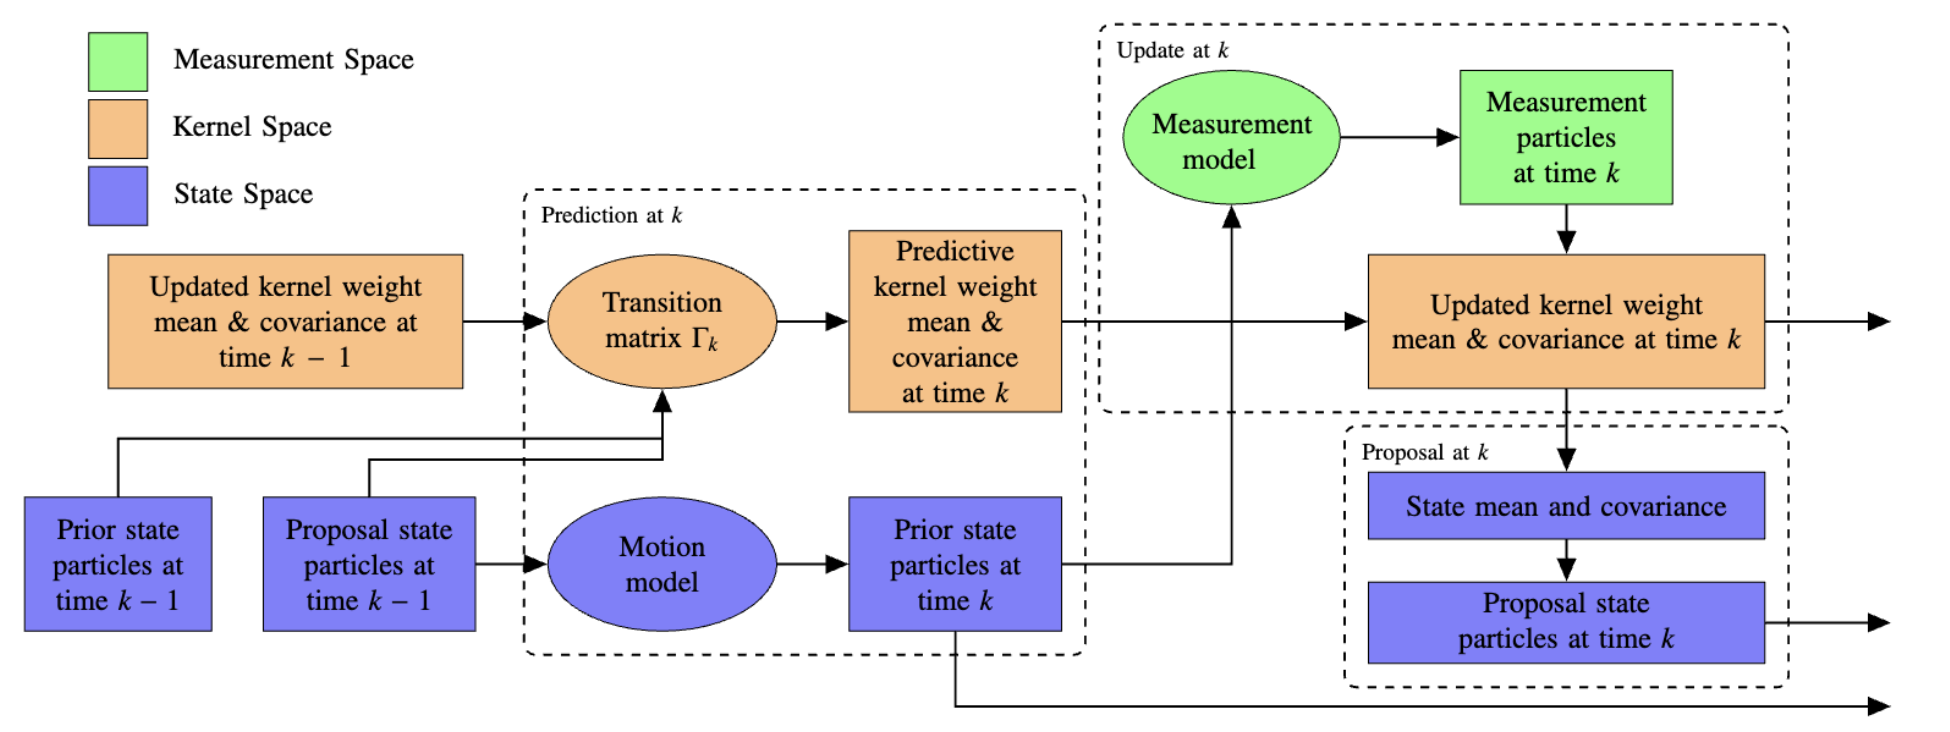 Measurement Space
Kernel Space
State Space
Update at k
Measurement
model
Measurement
particles
at time k
Prediction at k
Updated kernel weight
mean & covariance at
time k − 1
Transition
matrix Γk
Predictive
kernel weight
mean &
covariance
at time k
Updated kernel weight
mean & covariance at time k
Prior state
particles at
time k – 1
Proposal state
particles at
time k – 1
Motion
model
Prior state
particles at
time k
Proposal at k
State mean and covariance
Proposal state
particles at time k